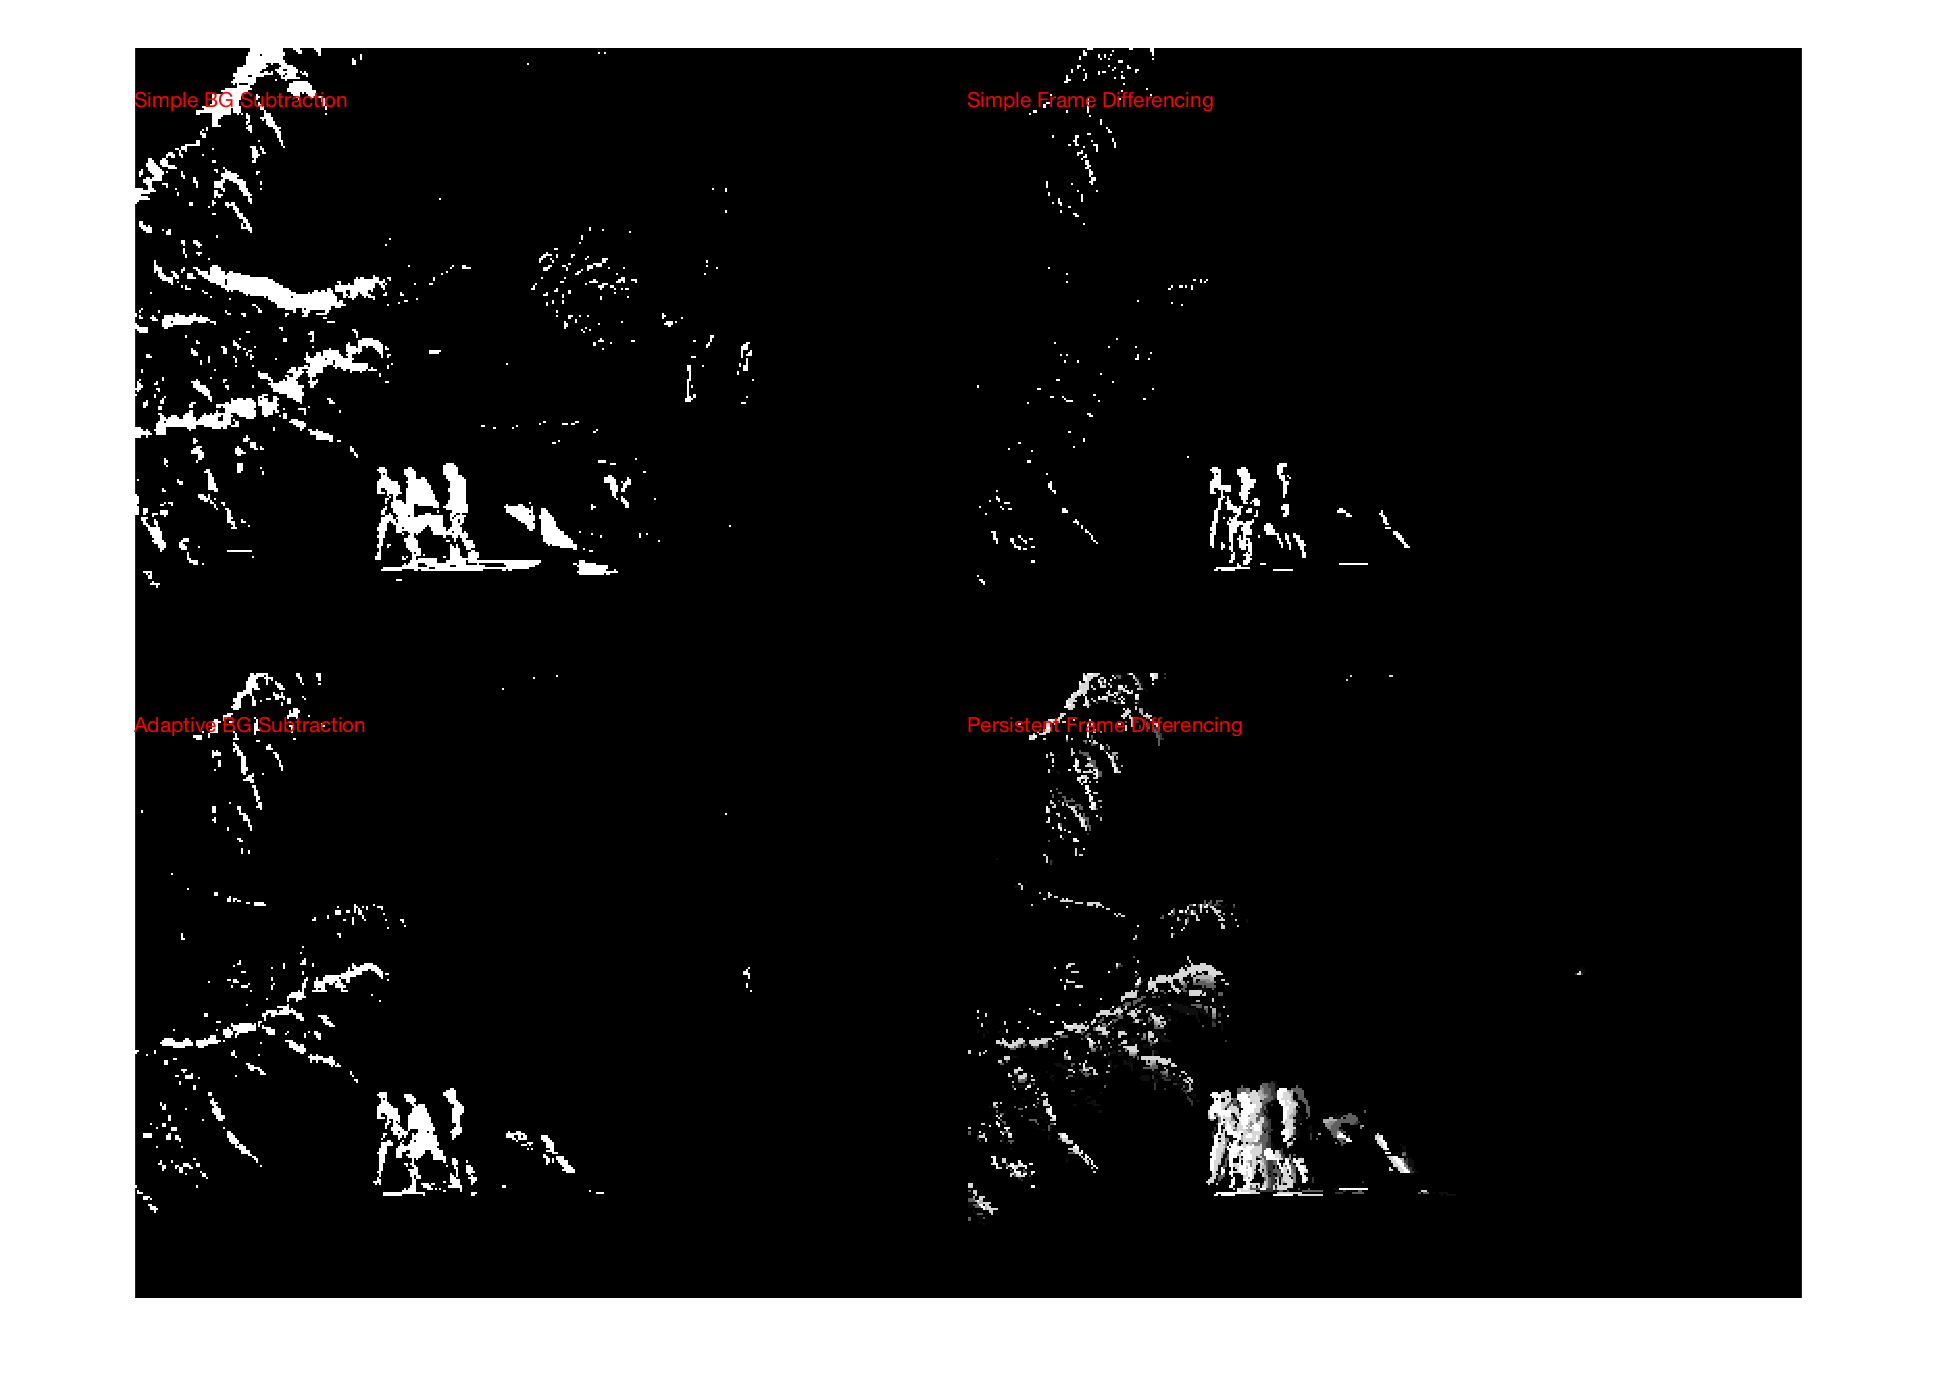 Simple BG Subtraction
Simple Frame Differencing
Adaptive BG Subtraction
Persistent Frame Differencing